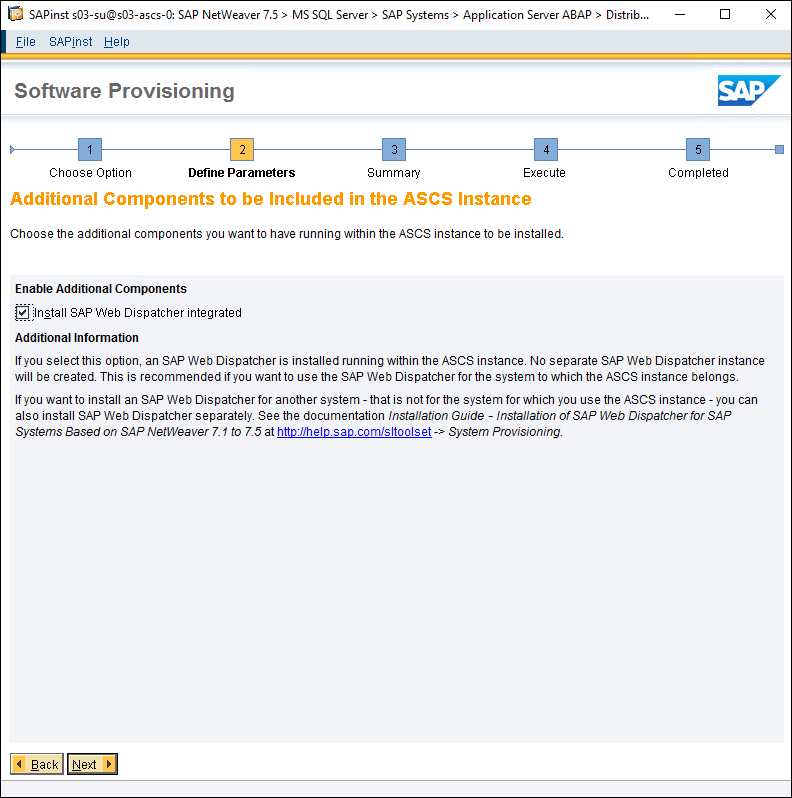 SAPinst s03-su@s03-ascs-0: SAP NetWeaver 7.5 > MS SQL Server > SAP Systems > Application Server ABAP > Distrib...
File SAPinst Help
Software Provisioning
SAP
1 2 3 4 5
Choose Option Define Parameters Summary Execute Completed
Additional Components to be Included in the ASCS Instance
Choose the additional components you want to have running within the ASCS instance to be installed.
Enable Additional Components
Install SAP Web Dispatcher integrated
Additional Information
If you select this option, an SAP Web Dispatcher is installed running within the ASCS instance. No separate SAP Web Dispatcher instance
will be created. This is recommended if you want to use the SAP Web Dispatcher for the system to which the ASCS instance belongs.
If you want to install an SAP Web Dispatcher for another system - that is not for the system for which you use the ASCS instance - you can
also install SAP Web Dispatcher separately. See the documentation Installation Guide - Installation of SAP Web Dispatcher for SAP
Systems Based on SAP NetWeaver 7.1 to 7.5 at http://help.sap.com/sltoolset -> System Provisioning.
Back Next